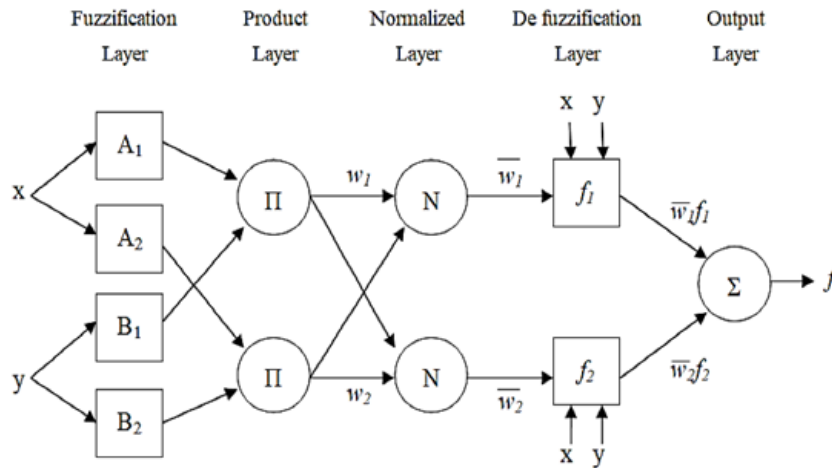 Fuzzification Product Normalized De fuzzification Output
Layer Layer Layer Layer Layer
x y
A₁
w₁ w̅₁
x Π N f₁ w̅₁f₁
A₂
Σ f
B₁
y Π N f₂ w̅₂f₂
w₂ w̅₂
B₂
x y